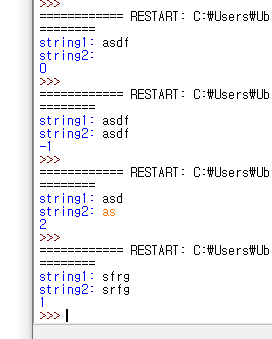 >>>
============ RESTART: C:₩Users₩Ub
========
string1: asdf
string2:
0
>>>
============ RESTART: C:₩Users₩Ub
========
string1: asdf
string2: asdf
-1
>>>
============ RESTART: C:₩Users₩Ub
========
string1: asd
string2: as
2
>>>
============ RESTART: C:₩Users₩Ub
========
string1: sfrg
string2: srfg
1
>>>